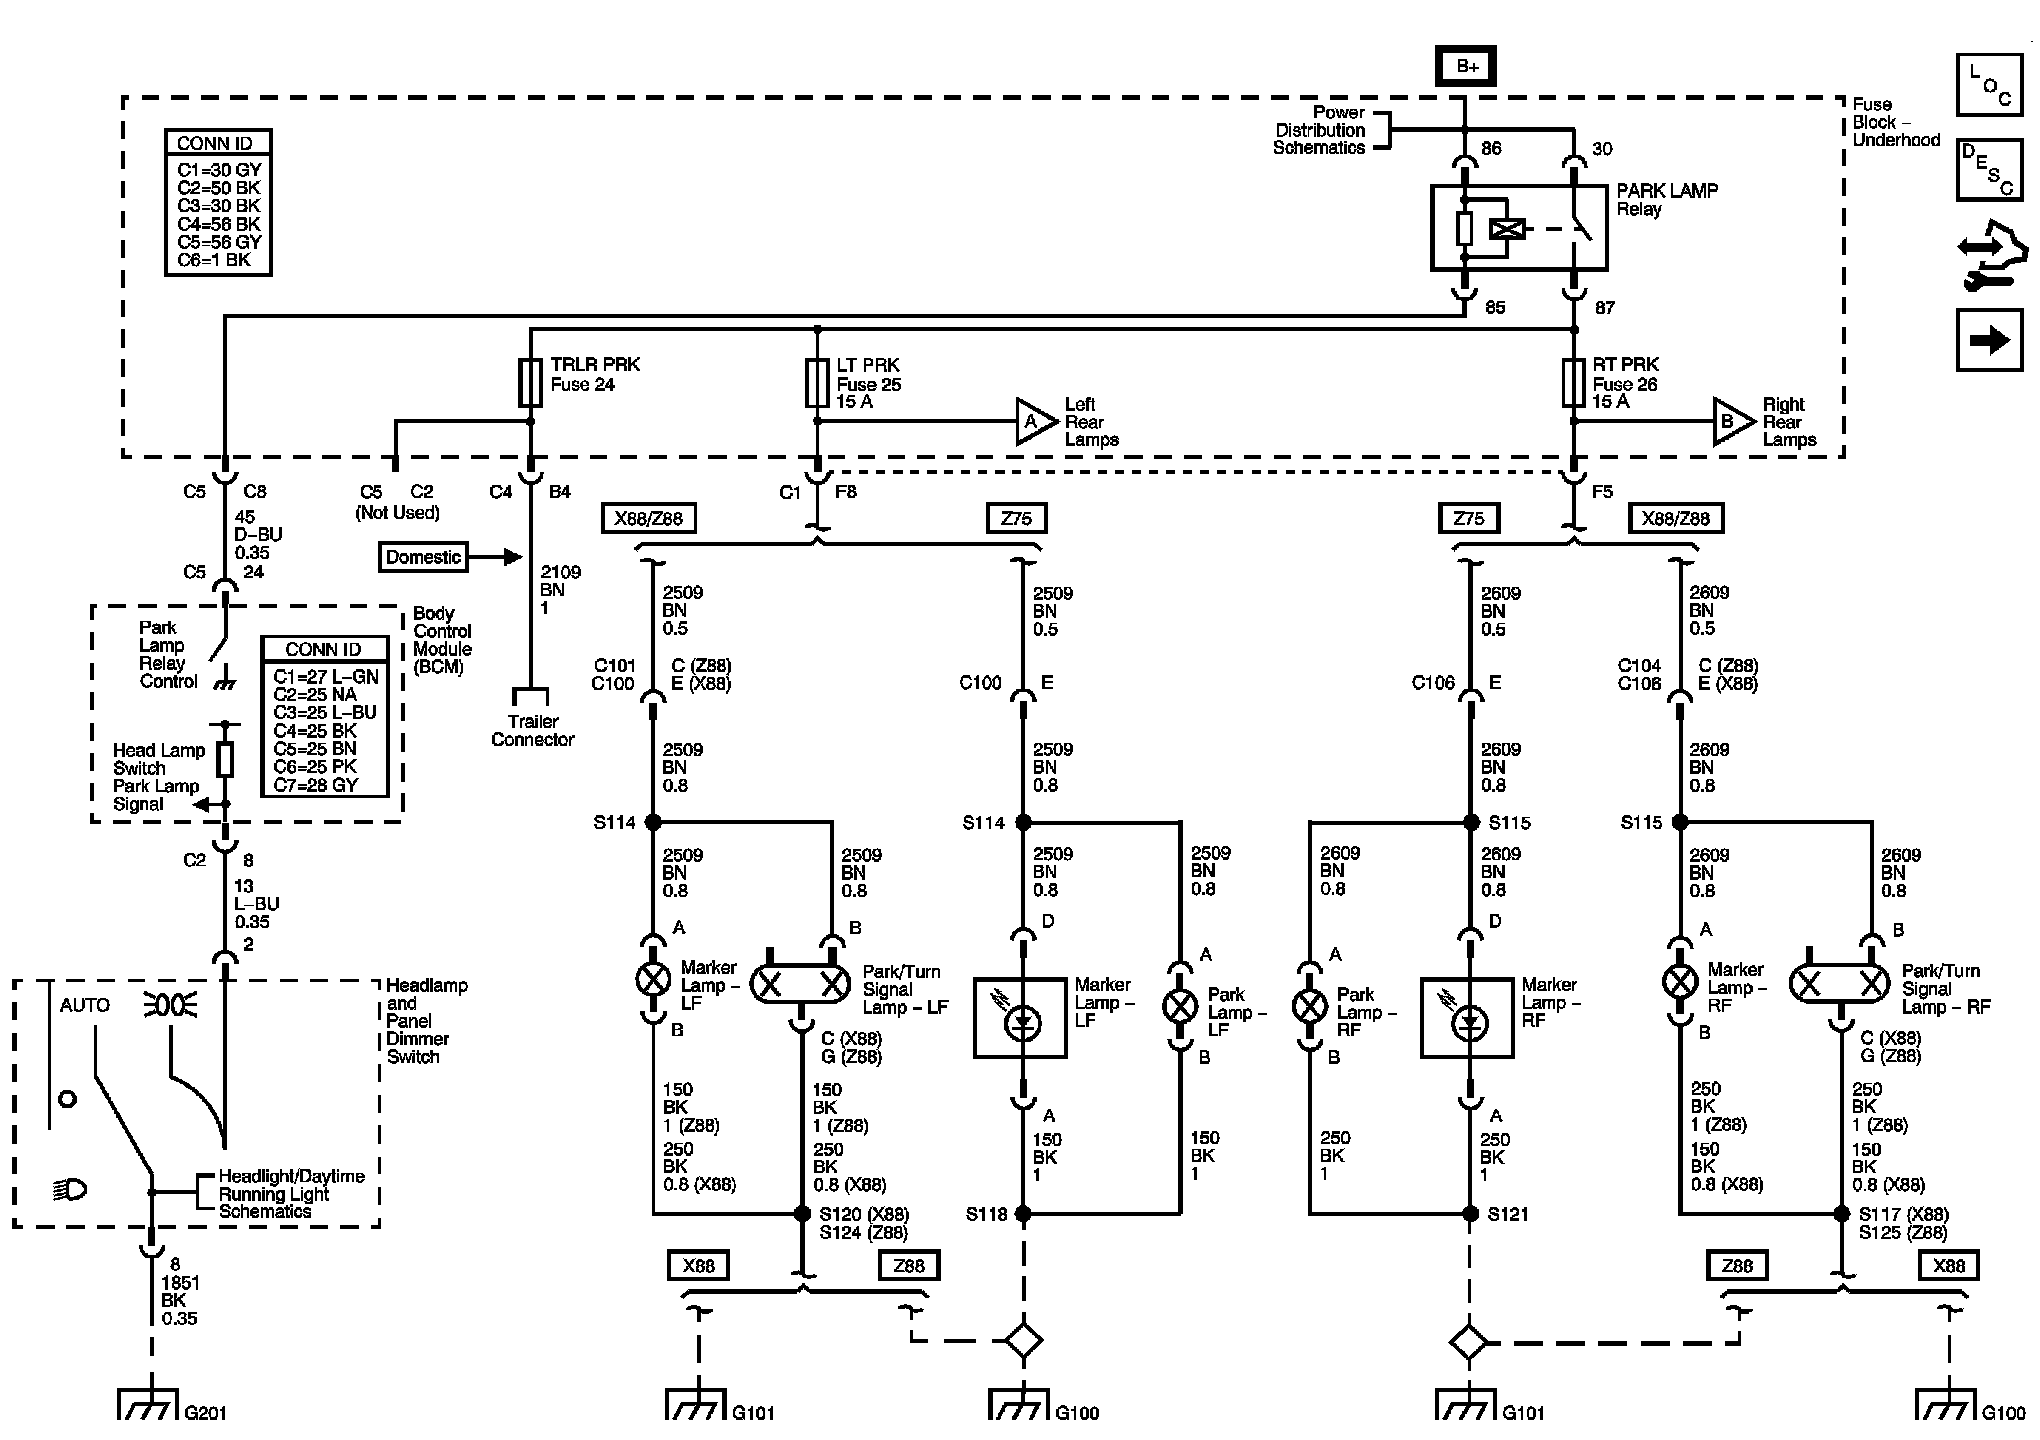 B+
L
O
C
D
E
S
C
Fuse
Block –
Underhood
Power
Distribution
Schematics
86
30
PARK LAMP
Relay
85
87
CONN ID
C1=30 GY
C2=50 BK
C3=30 BK
C4=56 BK
C5=56 GY
C6=1 BK
TRLR PRK
Fuse 24
LT PRK
Fuse 25
15 A
A
Left
Rear
Lamps
RT PRK
Fuse 26
15 A
B
Right
Rear
Lamps
C5
C8
C5
C2
(Not Used)
C4
B4
C1
F8
F5
45
D–BU
0.35
C5
24
Domestic
2109
BN
1
Trailer
Connector
X88/Z88
Z75
Z75
X88/Z88
2509
BN
0.5
2509
BN
0.5
2609
BN
0.5
2609
BN
0.5
Park
Lamp
Relay
Control
Body
Control
Module
(BCM)
CONN ID
C1=27 L–GN
C2=25 NA
C3=25 L–BU
C4=25 BK
C5=25 BN
C6=25 PK
C7=28 GY
Head Lamp
Switch
Park Lamp
Signal
C101
C100
C (Z88)
E (X88)
C100
E
C106
E
C104
C106
C (Z88)
E (X88)
2509
BN
0.8
2509
BN
0.8
2609
BN
0.8
2609
BN
0.8
S114
S114
S115
S115
C2
8
13
L–BU
0.35
2
2509
BN
0.8
2509
BN
0.8
2509
BN
0.8
2509
BN
0.8
2609
BN
0.8
2609
BN
0.8
2609
BN
0.8
2609
BN
0.8
A
B
D
A
A
D
A
B
Marker
Lamp –
LF
Park/Turn
Signal
Lamp – LF
Marker
Lamp –
LF
Park
Lamp –
LF
Park
Lamp –
RF
Marker
Lamp –
RF
Marker
Lamp –
RF
Park/Turn
Signal
Lamp – RF
B
C (X88)
G (Z88)
B
B
B
C (X88)
G (Z88)
A
A
AUTO
Headlamp
and
Panel
Dimmer
Switch
Headlight/Daytime
Running Light
Schematics
150
BK
1 (Z88)
250
BK
0.8 (X88)
150
BK
1 (Z88)
250
BK
0.8 (X88)
150
BK
1
150
BK
1
250
BK
1
250
BK
1
250
BK
1 (Z88)
150
BK
0.8 (X88)
250
BK
1 (Z88)
150
BK
0.8 (X88)
S120 (X88)
S124 (Z88)
S118
S121
S117 (X88)
S125 (Z88)
8
1851
BK
0.35
X88
Z88
Z88
X88
G201
G101
G100
G101
G100